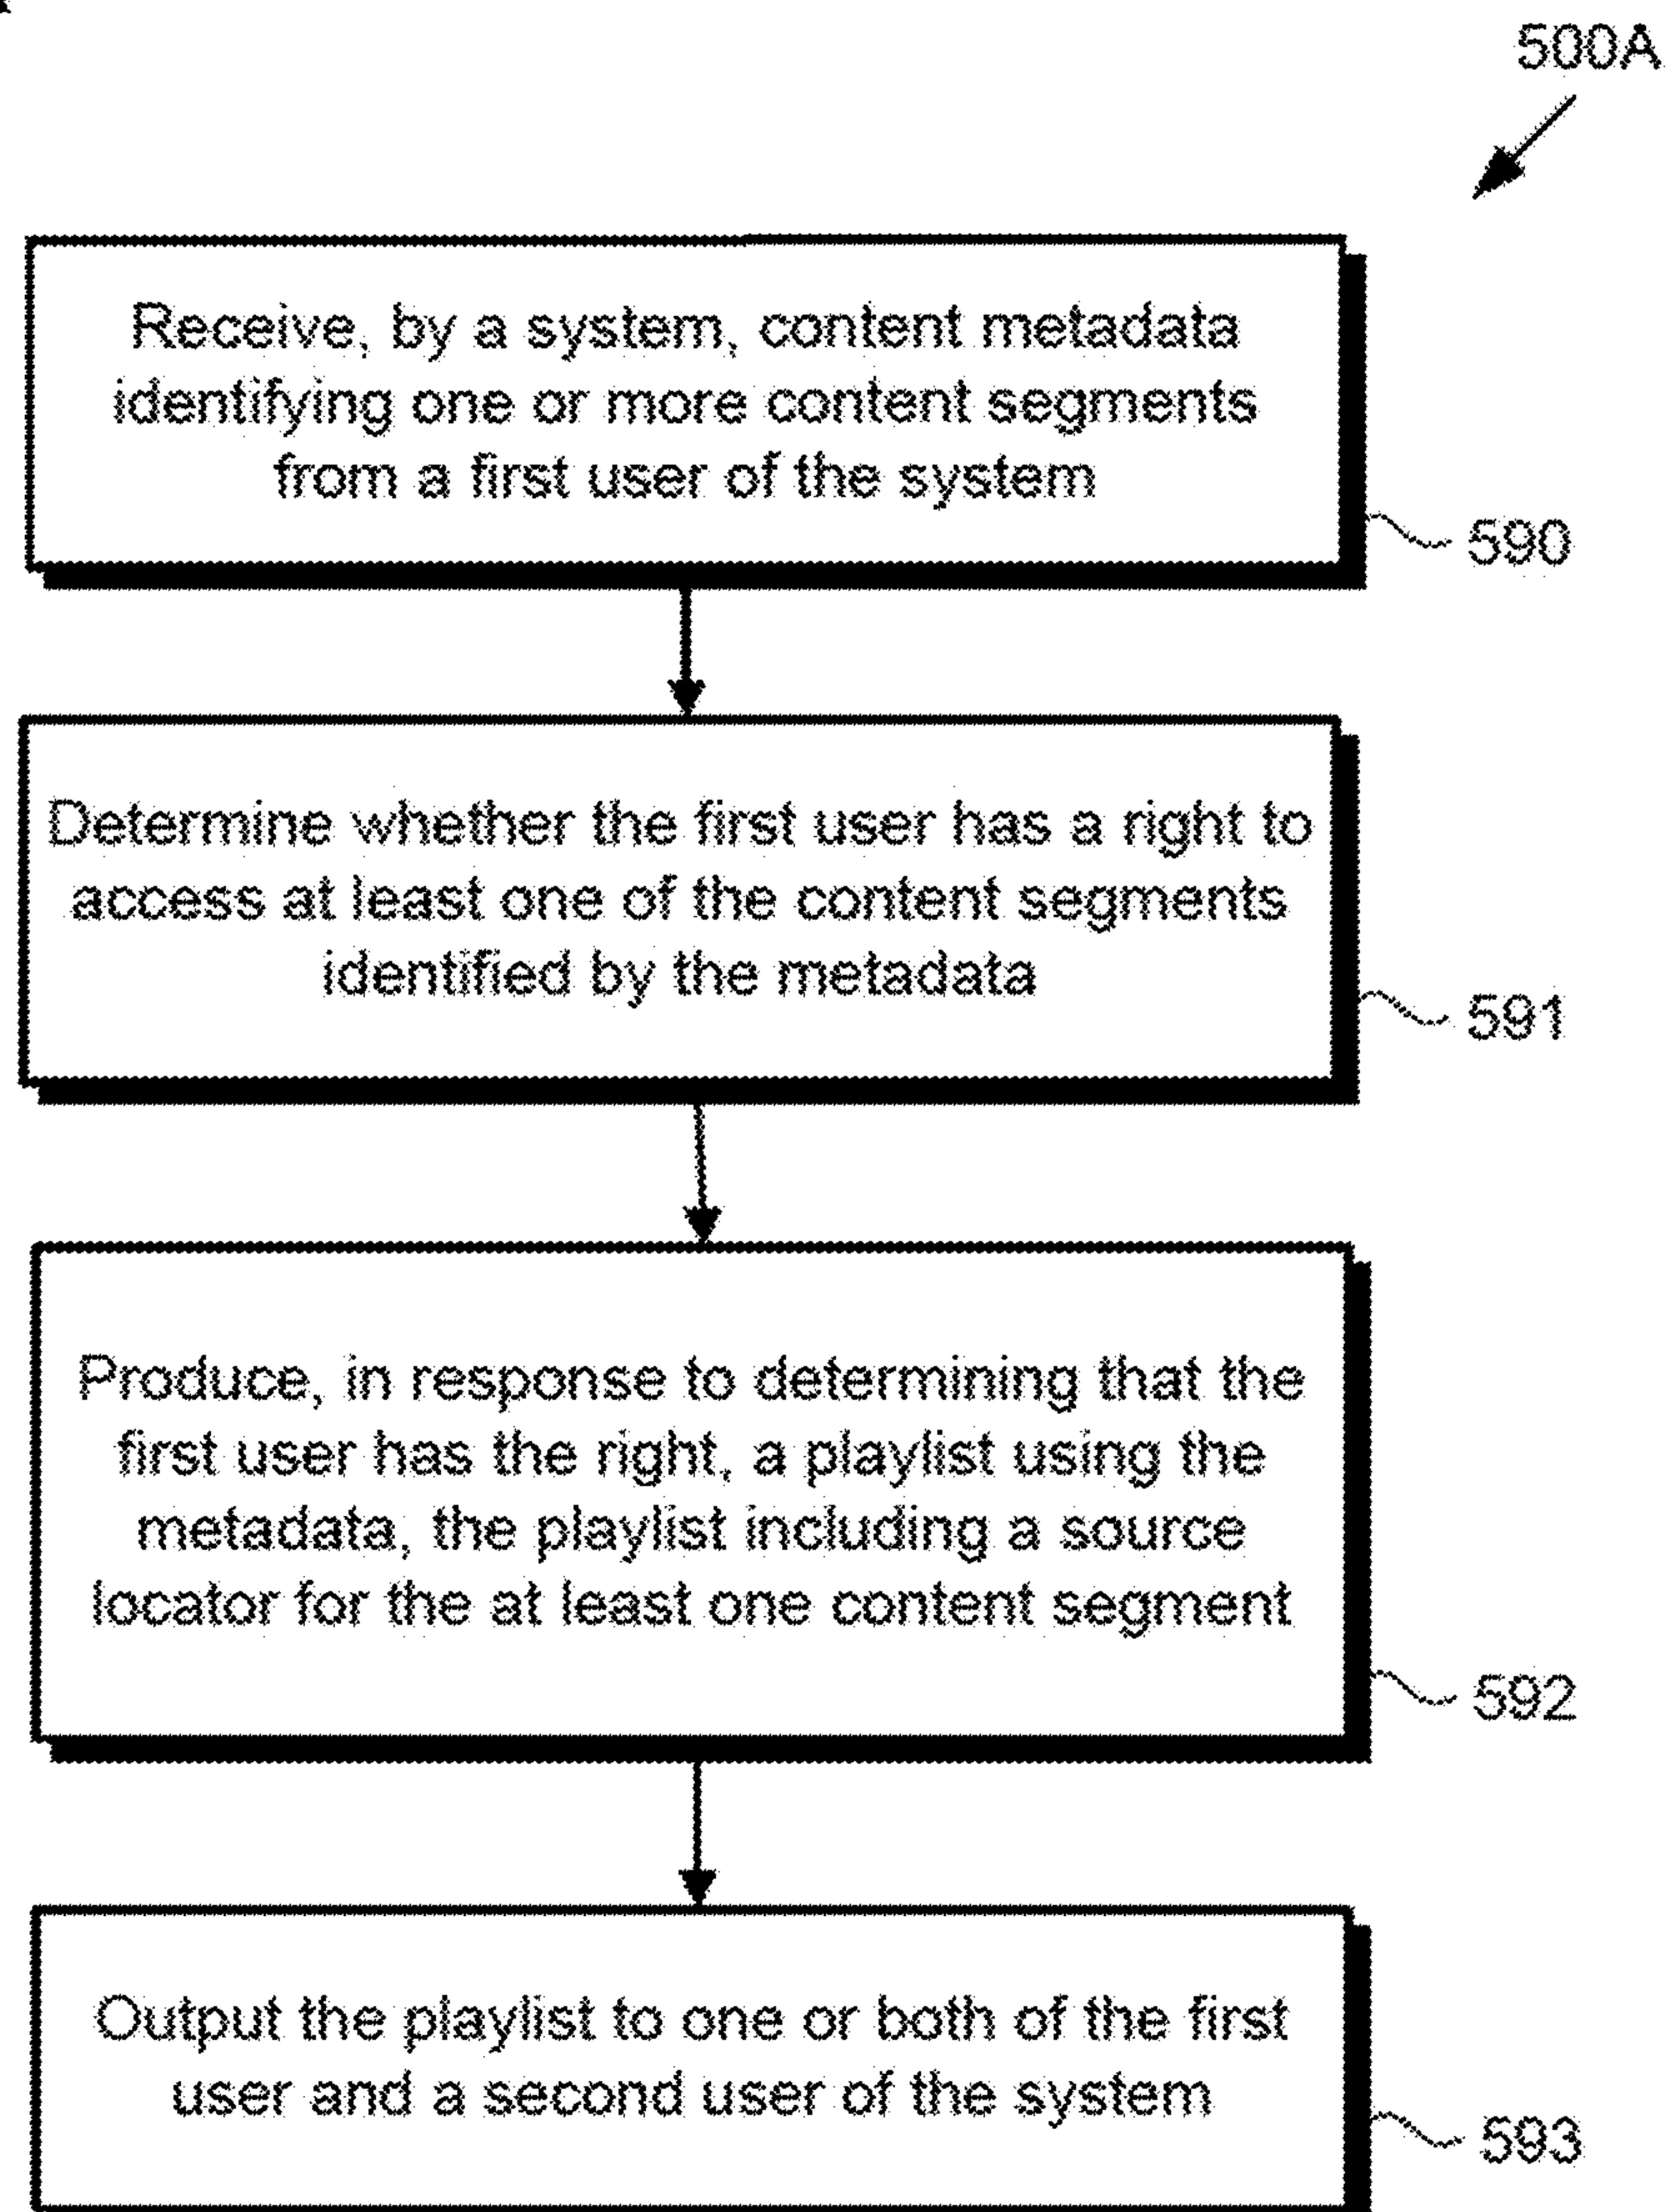 500A
Receive, by a system, content metadata
identifying one or more content segments
from a first user of the system
590
Determine whether the first user has a right to
access at least one of the content segments
identified by the metadata
591
Produce, in response to determining that the
first user has the right, a playlist using the
metadata, the playlist including a source
locator for the at least one content segment
592
Output the playlist to one or both of the first
user and a second user of the system
593